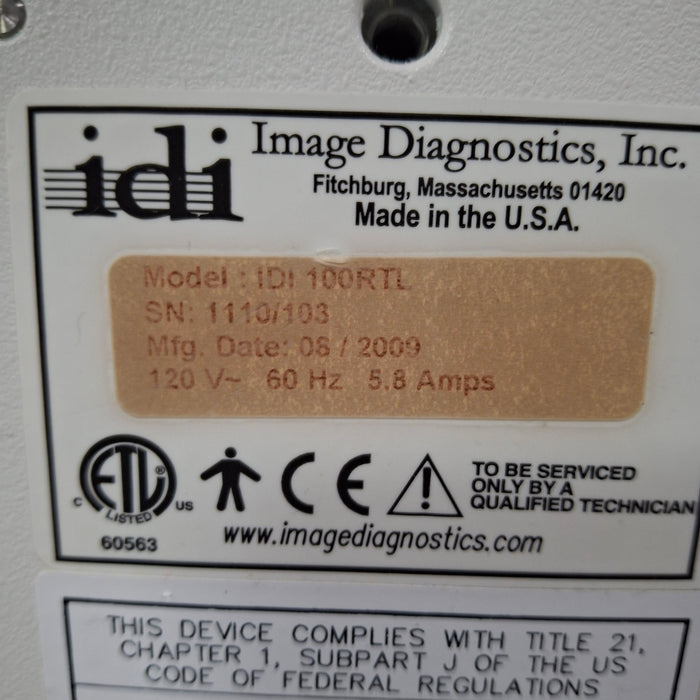 idi Image Diagnostics, Inc.
Fitchburg, Massachusetts 01420
Made in the U.S.A.
Model : IDI 100RTL
SN: 1110/103
Mfg. Date: 08 / 2009
120 V~ 60 Hz 5.8 Amps
ETL
C US
LISTED
60563
CE
TO BE SERVICED
ONLY BY A
QUALIFIED TECHNICIAN
www.imagediagnostics.com
THIS DEVICE COMPLIES WITH TITLE 21,
CHAPTER 1, SUBPART J OF THE US
CODE OF FEDERAL REGULATIONS